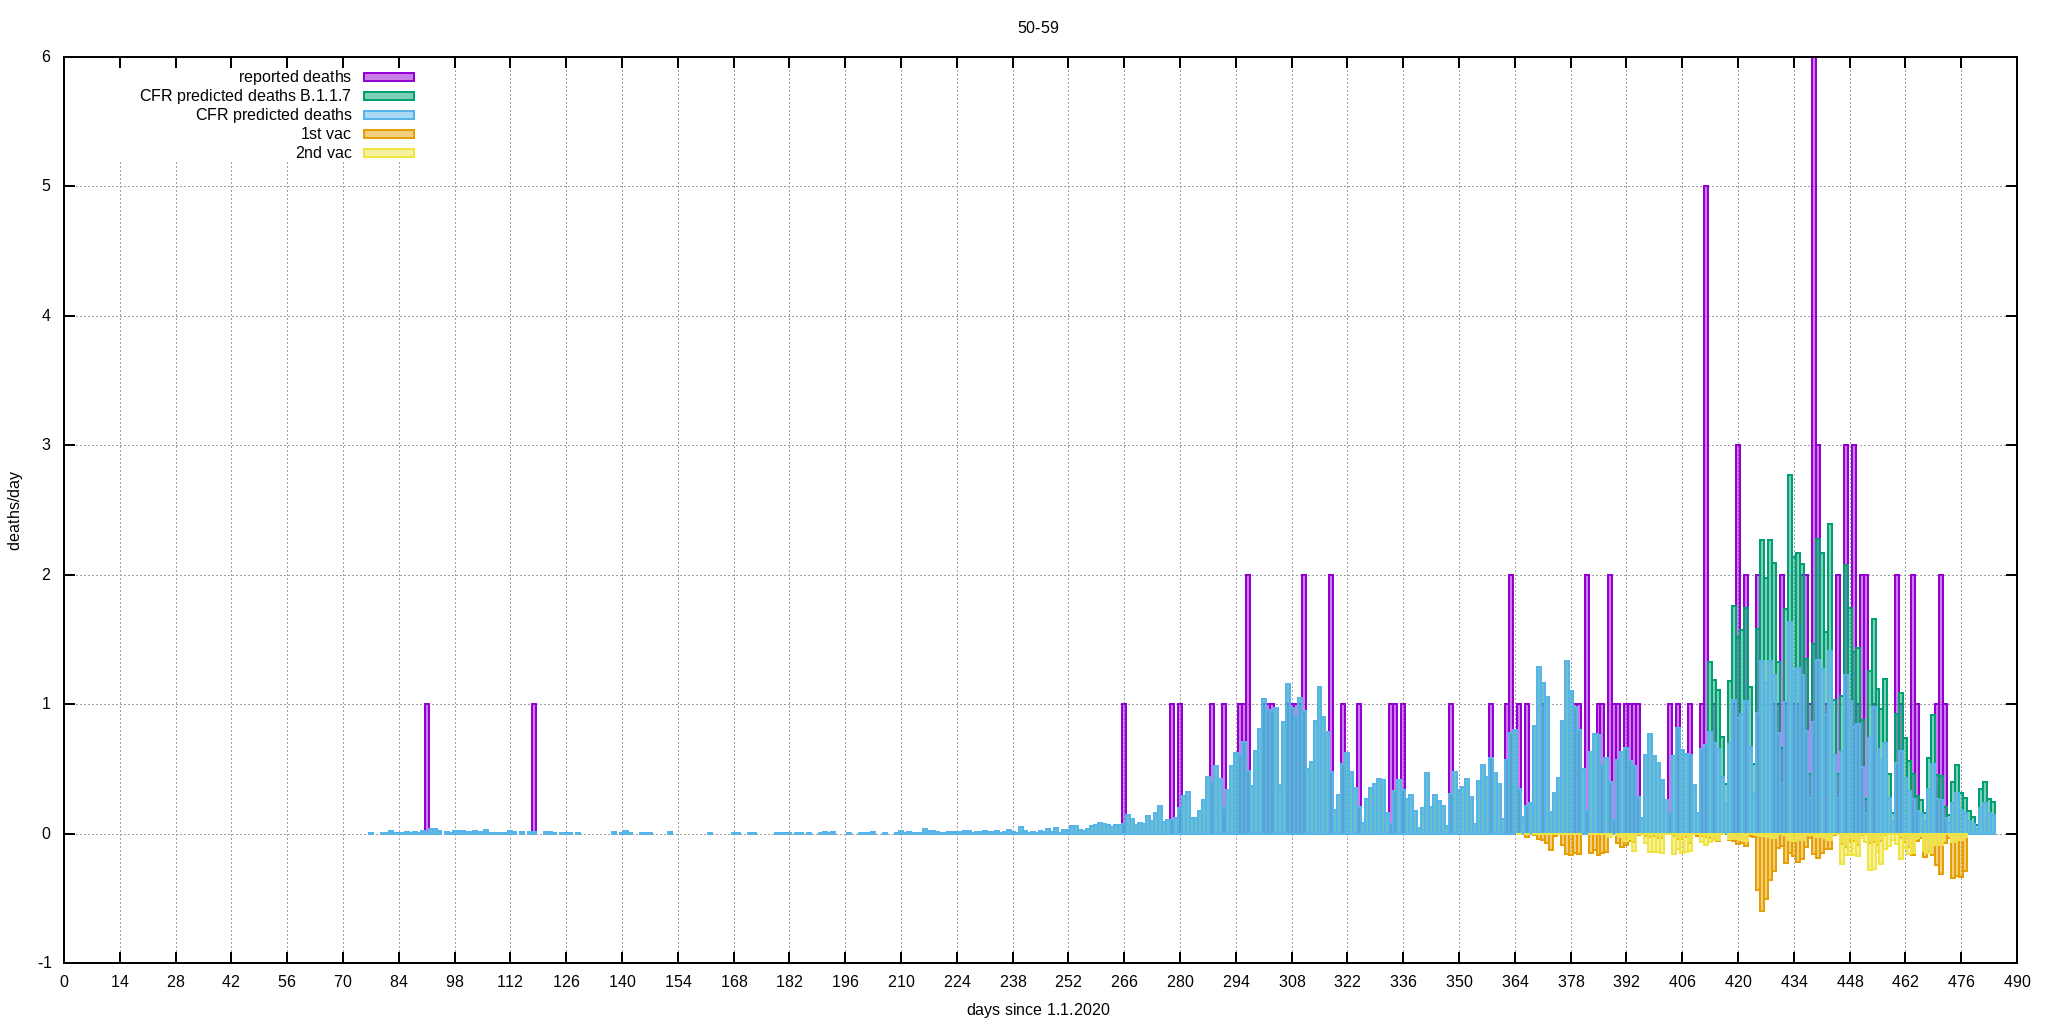 50-59
reported deaths
CFR predicted deaths B.1.1.7
CFR predicted deaths
1st vac
2nd vac
6
5
4
3
2
1
0
-1
deaths/day
0 14 28 42 56 70 84 98 112 126 140 154 168 182 196 210 224 238 252 266 280 294 308 322 336 350 364 378 392 406 420 434 448 462 476 490
days since 1.1.2020